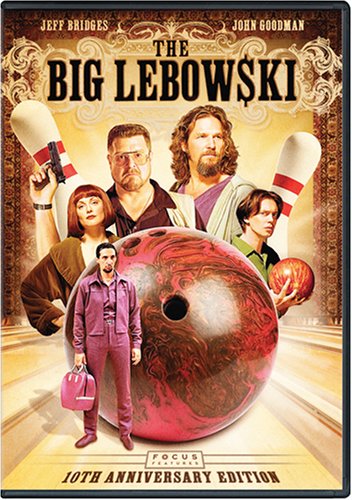 JEFF BRIDGES JOHN GOODMAN
THE
BIG LEBOW$KI
FOCUS
FEATURES
10TH ANNIVERSARY EDITION